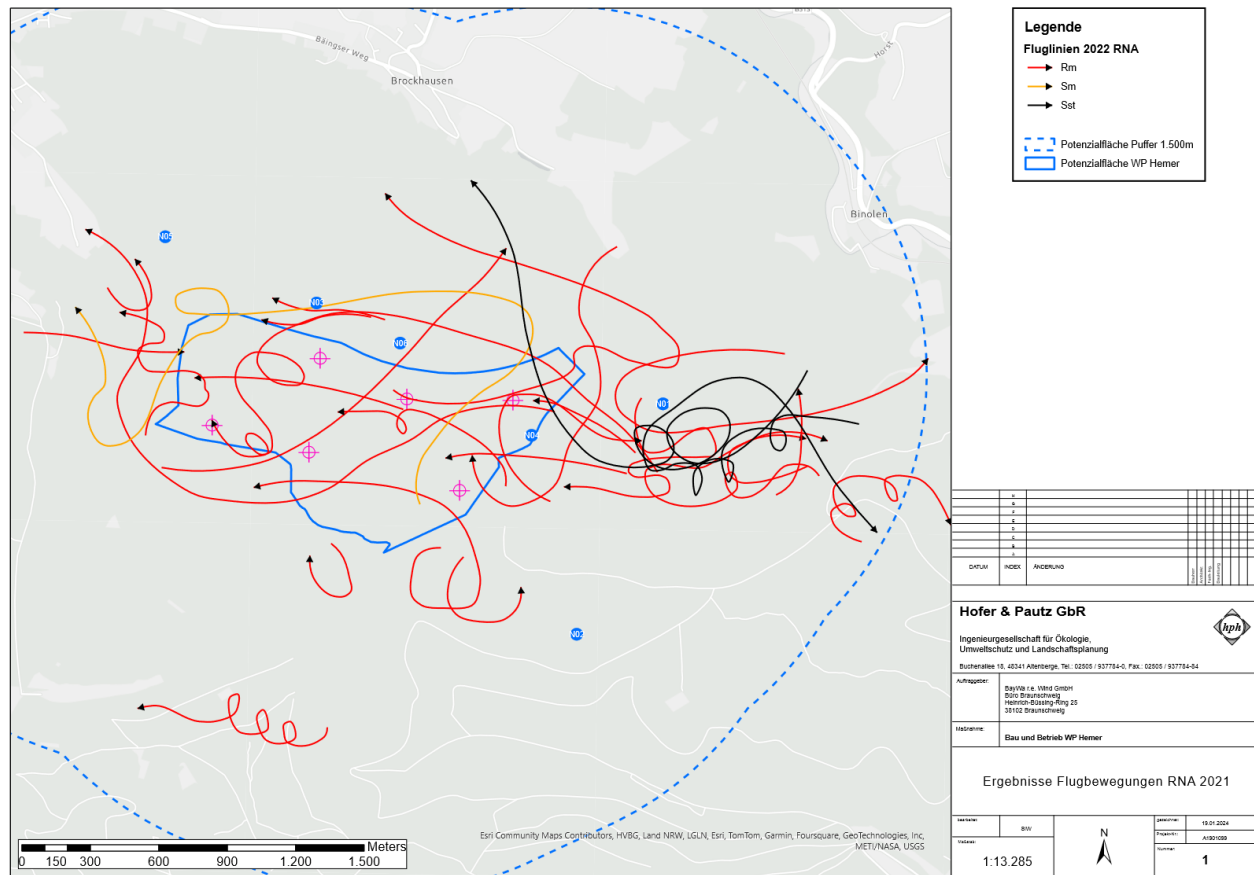 Bäingser Weg
Brockhausen
Horst
Binolen
N05
N03
N06
N01
N04
N02
Esri Community Maps Contributors, HVBG, Land NRW, LGLN, Esri, TomTom, Garmin, Foursquare, GeoTechnologies, Inc,
METI/NASA, USGS
Meters
0 150 300 600 900 1.200 1.500
Legende
Fluglinien 2022 RNA
Rm
Sm
Sst
Potenzialfläche Puffer 1.500m
Potenzialfläche WP Hemer
DATUM INDEX ÄNDERUNG
Hofer & Pautz GbR
hph
Ingenieurgesellschaft für Ökologie,
Umweltschutz und Landschaftsplanung
Buchenallee 18, 48341 Altenberge, Tel.: 02505 / 937784-0, Fax.: 02505 / 937784-84
Auftraggeber:
BayWa r.e. Wind GmbH
Büro Braunschweig
Heinrich-Büssing-Ring 25
38102 Braunschweig
Maßnahme:
Bau und Betrieb WP Hemer
Ergebnisse Flugbewegungen RNA 2021
BIW
N
19.01.2024
Maßstab:
1:13.285
Nummer:
1